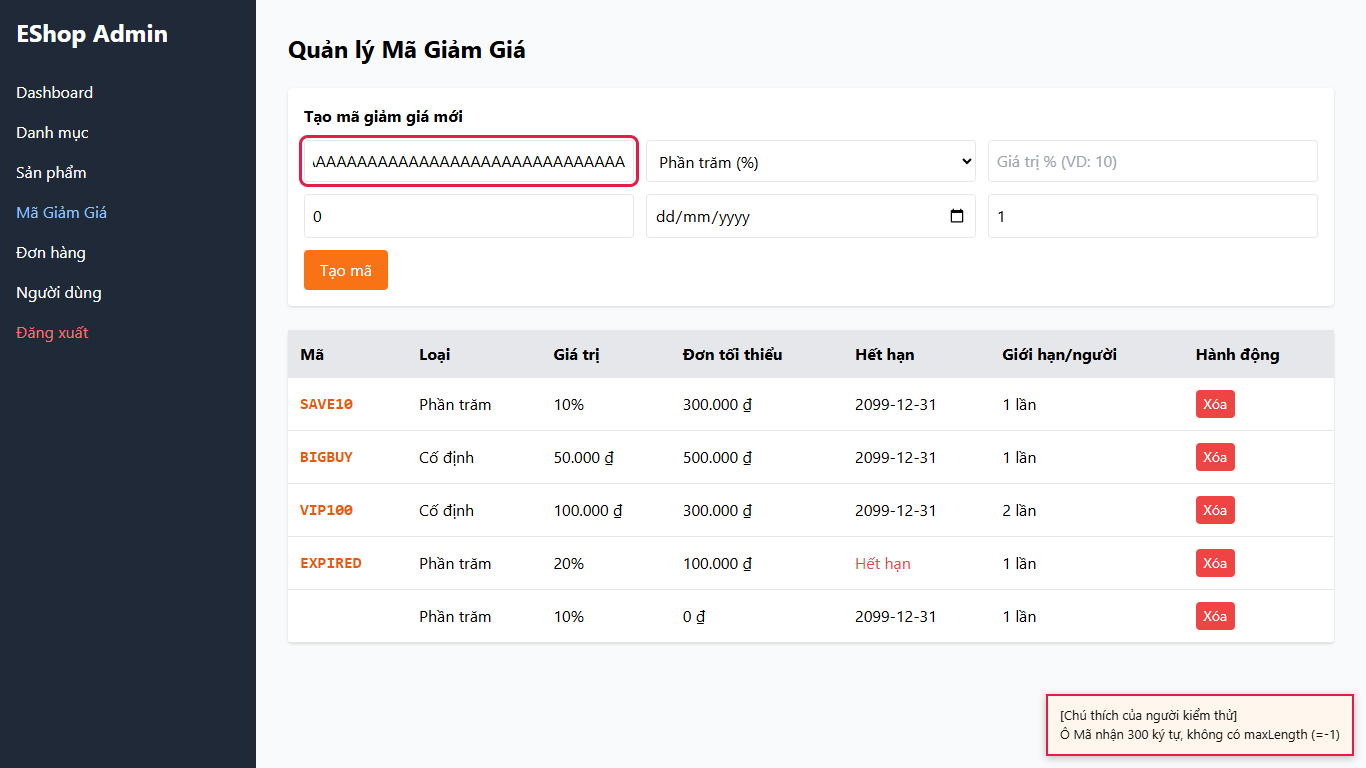 EShop Admin
Dashboard
Danh mục
Sản phẩm
Mã Giảm Giá
Đơn hàng
Người dùng
Đăng xuất
Quản lý Mã Giảm Giá
Tạo mã giảm giá mới
AAAAAAAAAAAAAAAAAAAAAAAAAAAAAAA Phần trăm (%) Giá trị % (VD: 10)
0 dd/mm/yyyy 1
Tạo mã
Mã Loại Giá trị Đơn tối thiểu Hết hạn Giới hạn/người Hành động
SAVE10 Phần trăm 10% 300.000 ₫ 2099-12-31 1 lần Xóa
BIGBUY Cố định 50.000 ₫ 500.000 ₫ 2099-12-31 1 lần Xóa
VIP100 Cố định 100.000 ₫ 300.000 ₫ 2099-12-31 2 lần Xóa
EXPIRED Phần trăm 20% 100.000 ₫ Hết hạn 1 lần Xóa
Phần trăm 10% 0 ₫ 2099-12-31 1 lần Xóa
[Chú thích của người kiểm thử]
Ô Mã nhận 300 ký tự, không có maxLength (=-1)